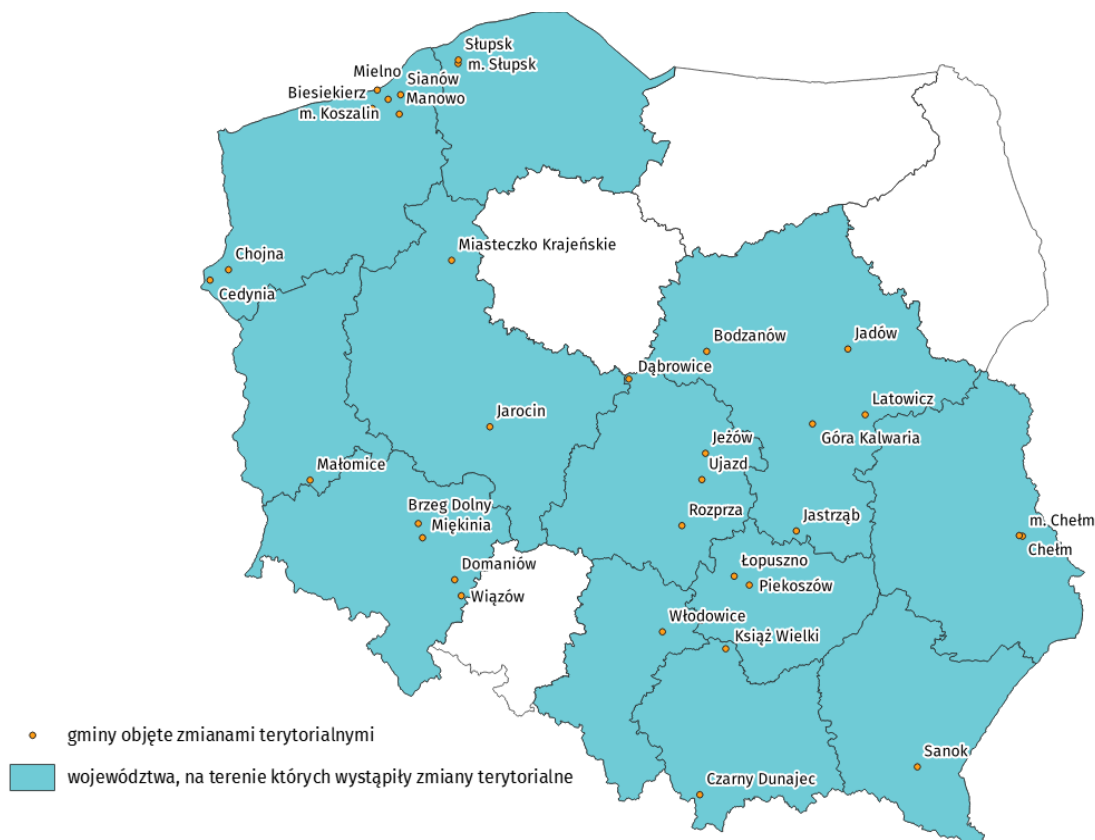 Słupsk
m. Słupsk
Mielno
Sianów
Biesiekierz
Manowo
m. Koszalin
Chojna
Cedynia
Miasteczko Krajeńskie
Bodzanów
Jadów
Dąbrowice
Latowicz
Jarocin
Góra Kalwaria
Jeżów
Ujazd
Małomice
Rozprza
Jastrząb
Brzeg Dolny
Miękinia
m. Chełm
Chełm
Łopuszno
Piekoszów
Domaniów
Wiązów
Włodowice
Książ Wielki
Sanok
Czarny Dunajec
gminy objęte zmianami terytorialnymi
województwa, na terenie których wystąpiły zmiany terytorialne